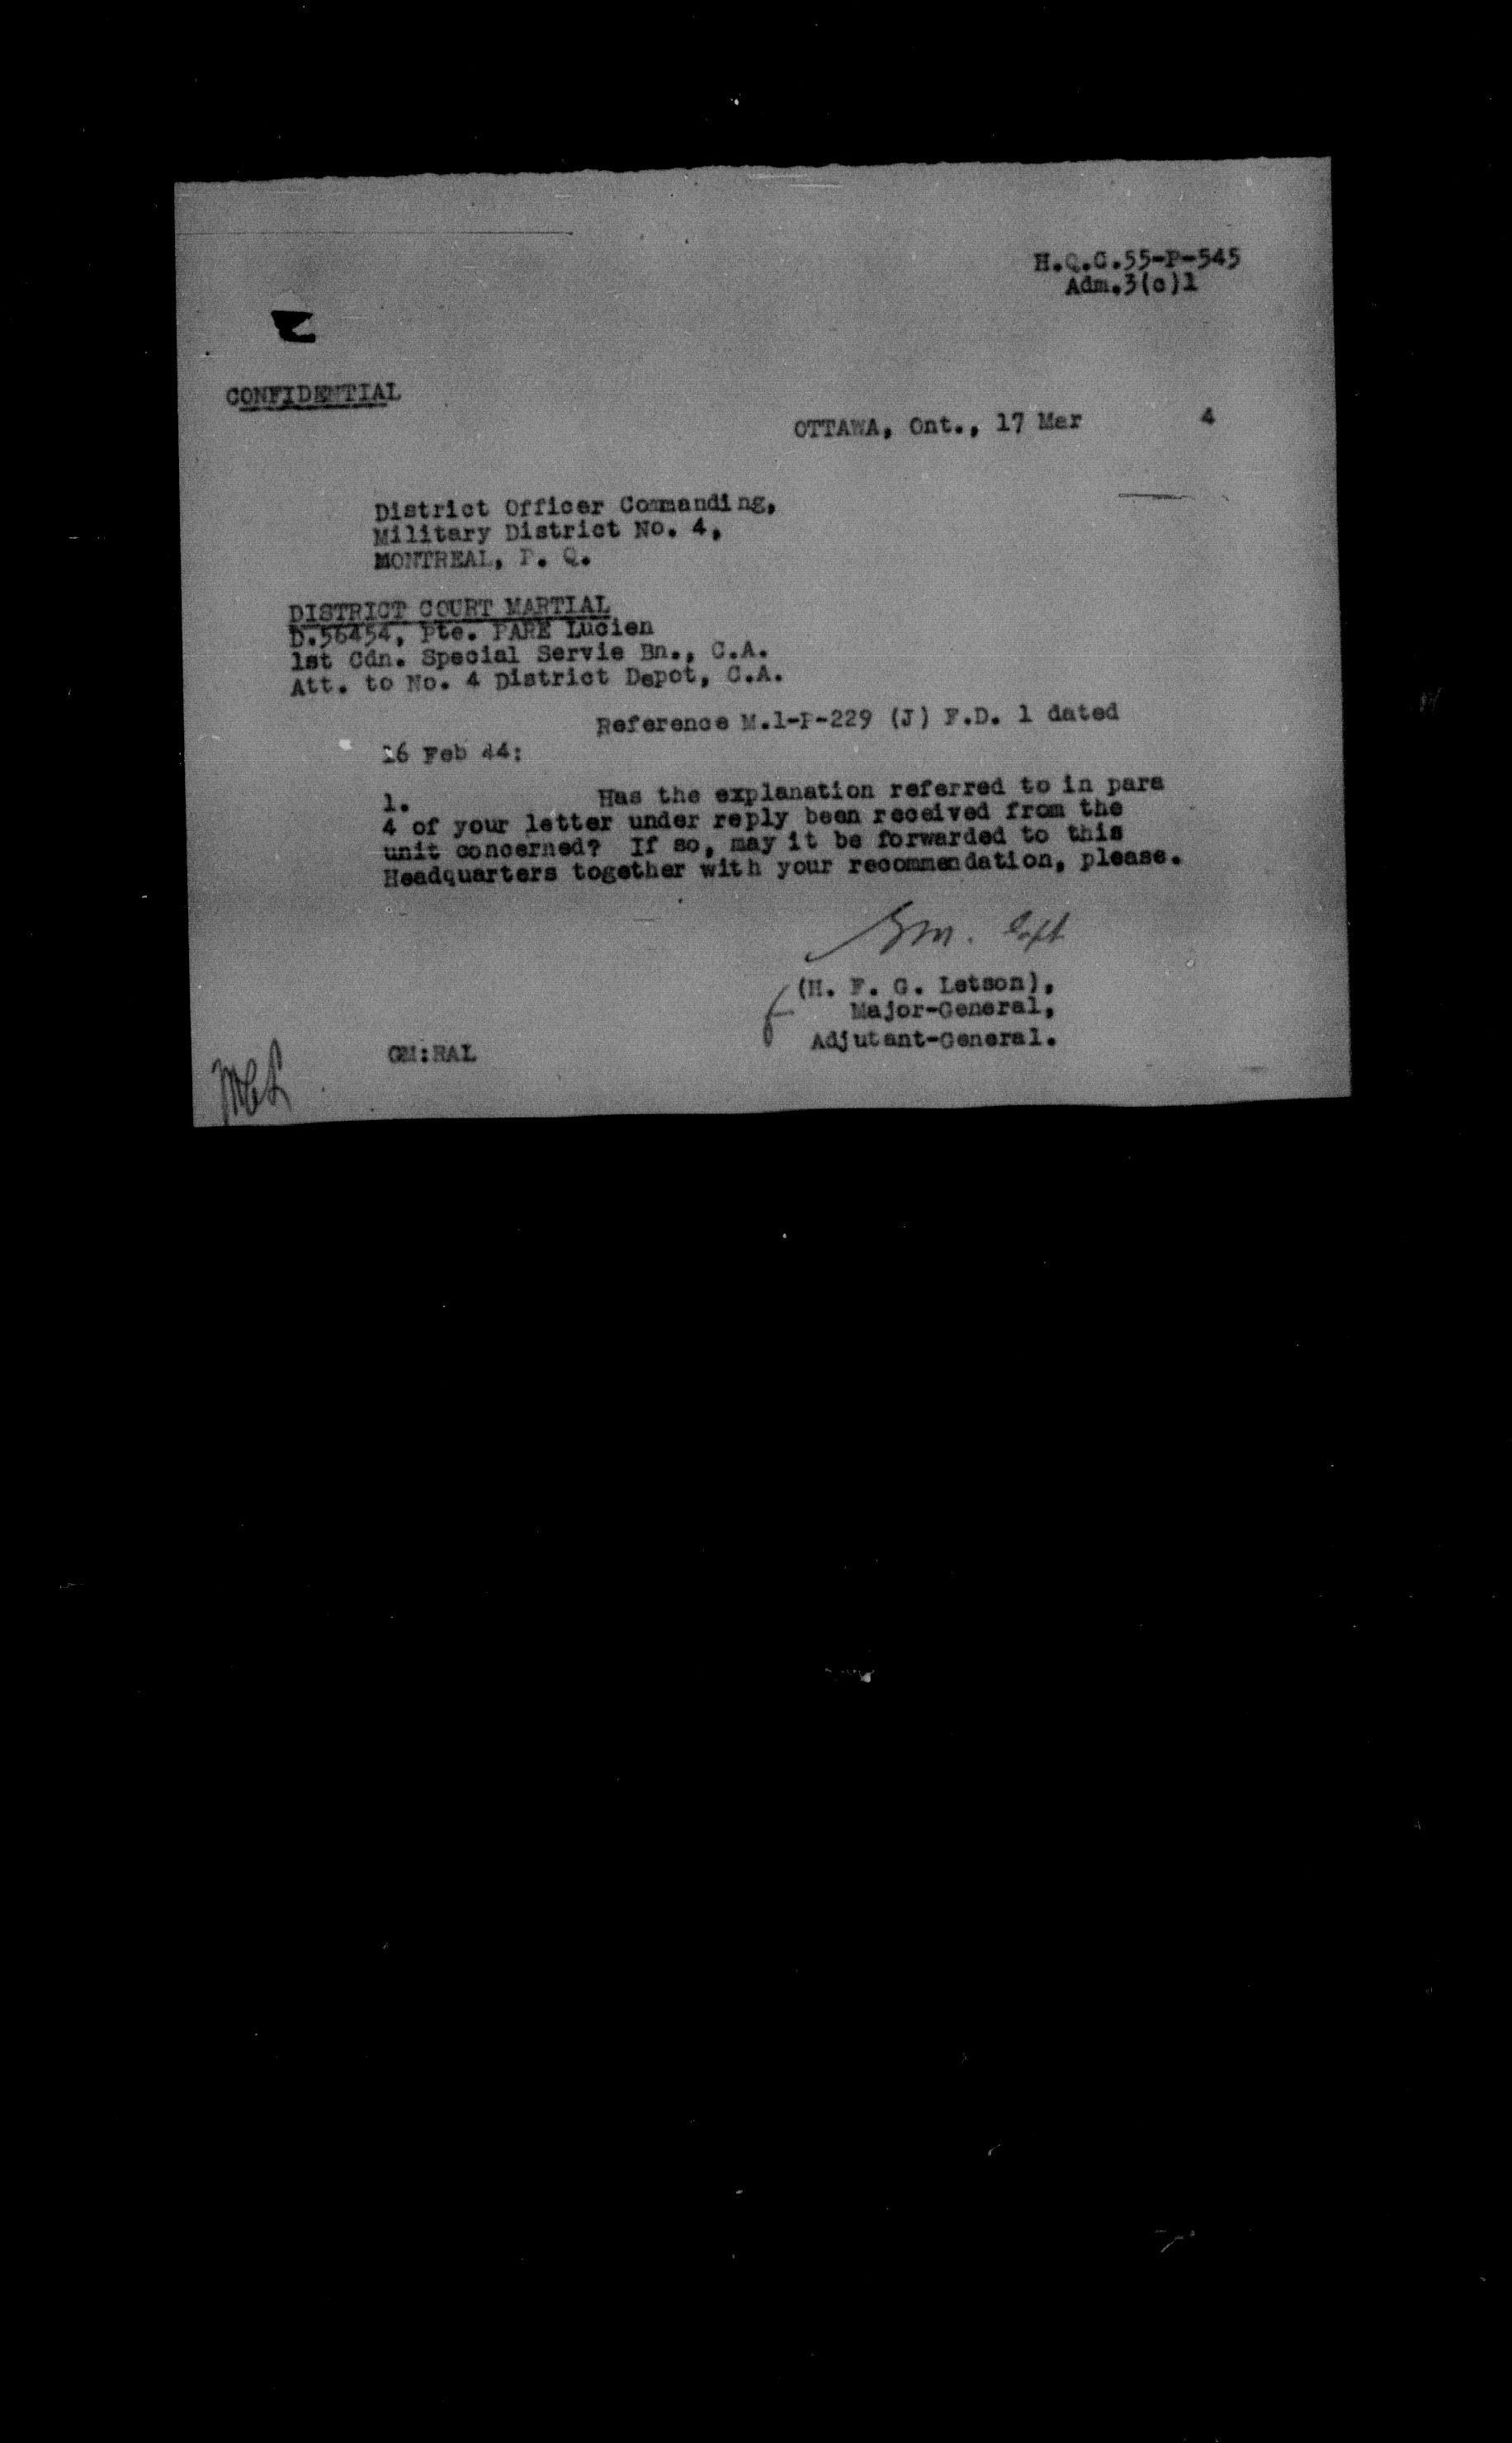 H.Q.C.55-P-545
Adm.3(c)1
CONFIDENTIAL
OTTAWA, Ont., 17 Mar 4
District Officer Commanding,
Military District No. 4,
MONTREAL, P. Q.
DISTRICT COURT MARTIAL
D.56454, Pte. PARE Lucien
1st Cdn. Special Servie Bn., C.A.
Att. to No. 4 District Depot, C.A.
Reference M.1-P-229 (J) F.D. 1 dated
16 Feb 44:
1. Has the explanation referred to in para
4 of your letter under reply been received from the
unit concerned? If so, may it be forwarded to this
Headquarters together with your recommendation, please.
Capt
(H. F. G. Letson),
Major-General,
Adjutant-General.
GM:RAL